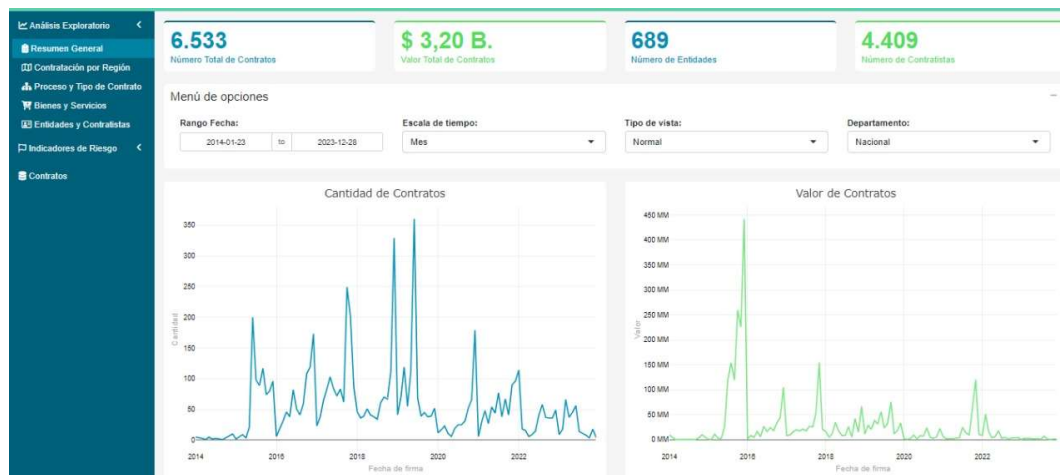 Análisis Exploratorio
Resumen General
Contratación por Región
Proceso y Tipo de Contrato
Bienes y Servicios
Entidades y Contratistas
Indicadores de Riesgo
Contratos
6.533
Número Total de Contratos
$ 3,20 B.
Valor Total de Contratos
689
Número de Entidades
4.409
Número de Contratistas
Menú de opciones
Rango Fecha:
2014-01-23 to 2023-12-28
Escala de tiempo:
Mes
Tipo de vista:
Normal
Departamento:
Nacional
Cantidad de Contratos
350
300
250
200
150
100
50
0
Cantidad
2014 2016 2018 2020 2022
Fecha de firma
Valor de Contratos
450 MM
400 MM
350 MM
300 MM
250 MM
200 MM
150 MM
100 MM
50 MM
0 MM
Valor
2014 2016 2018 2020 2022
Fecha de firma